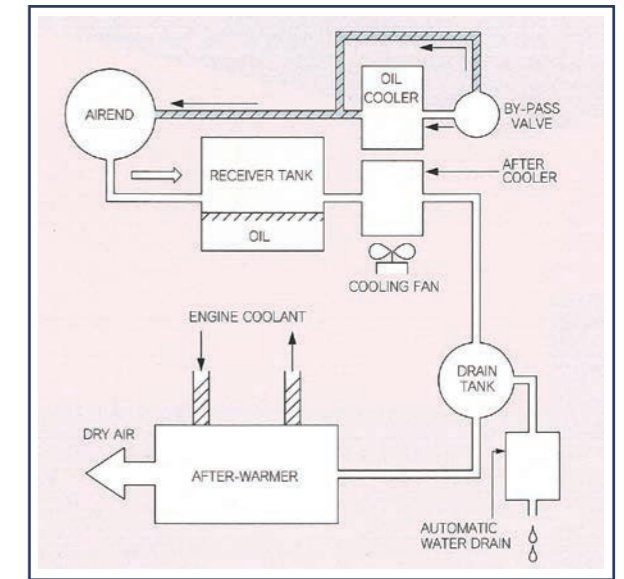 OIL
COOLER
AIREND
BY-PASS
VALVE
AFTER
COOLER
RECEIVER TANK
OIL
COOLING FAN
ENGINE COOLANT
DRAIN
TANK
DRY AIR
AFTER-WARMER
AUTOMATIC
WATER DRAIN